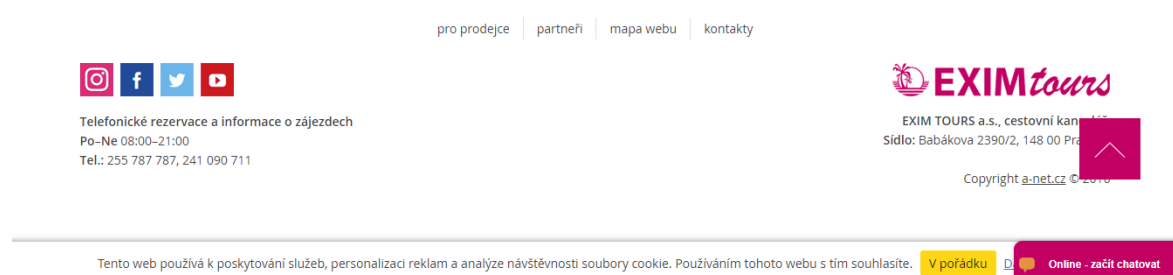 pro prodejce partneři mapa webu kontakty
EXIMtours
Telefonické rezervace a informace o zájezdech
Po–Ne 08:00–21:00
Tel.: 255 787 787, 241 090 711
EXIM TOURS a.s., cestovní
Sídlo: Babákova 2390/2, 148 00
Copyright a-net.cz ©
Tento web používá k poskytování služeb, personalizaci reklam a analýze návštěvnosti soubory cookie. Používáním tohoto webu s tím souhlasíte. V pořádku
Online - začít chatovat